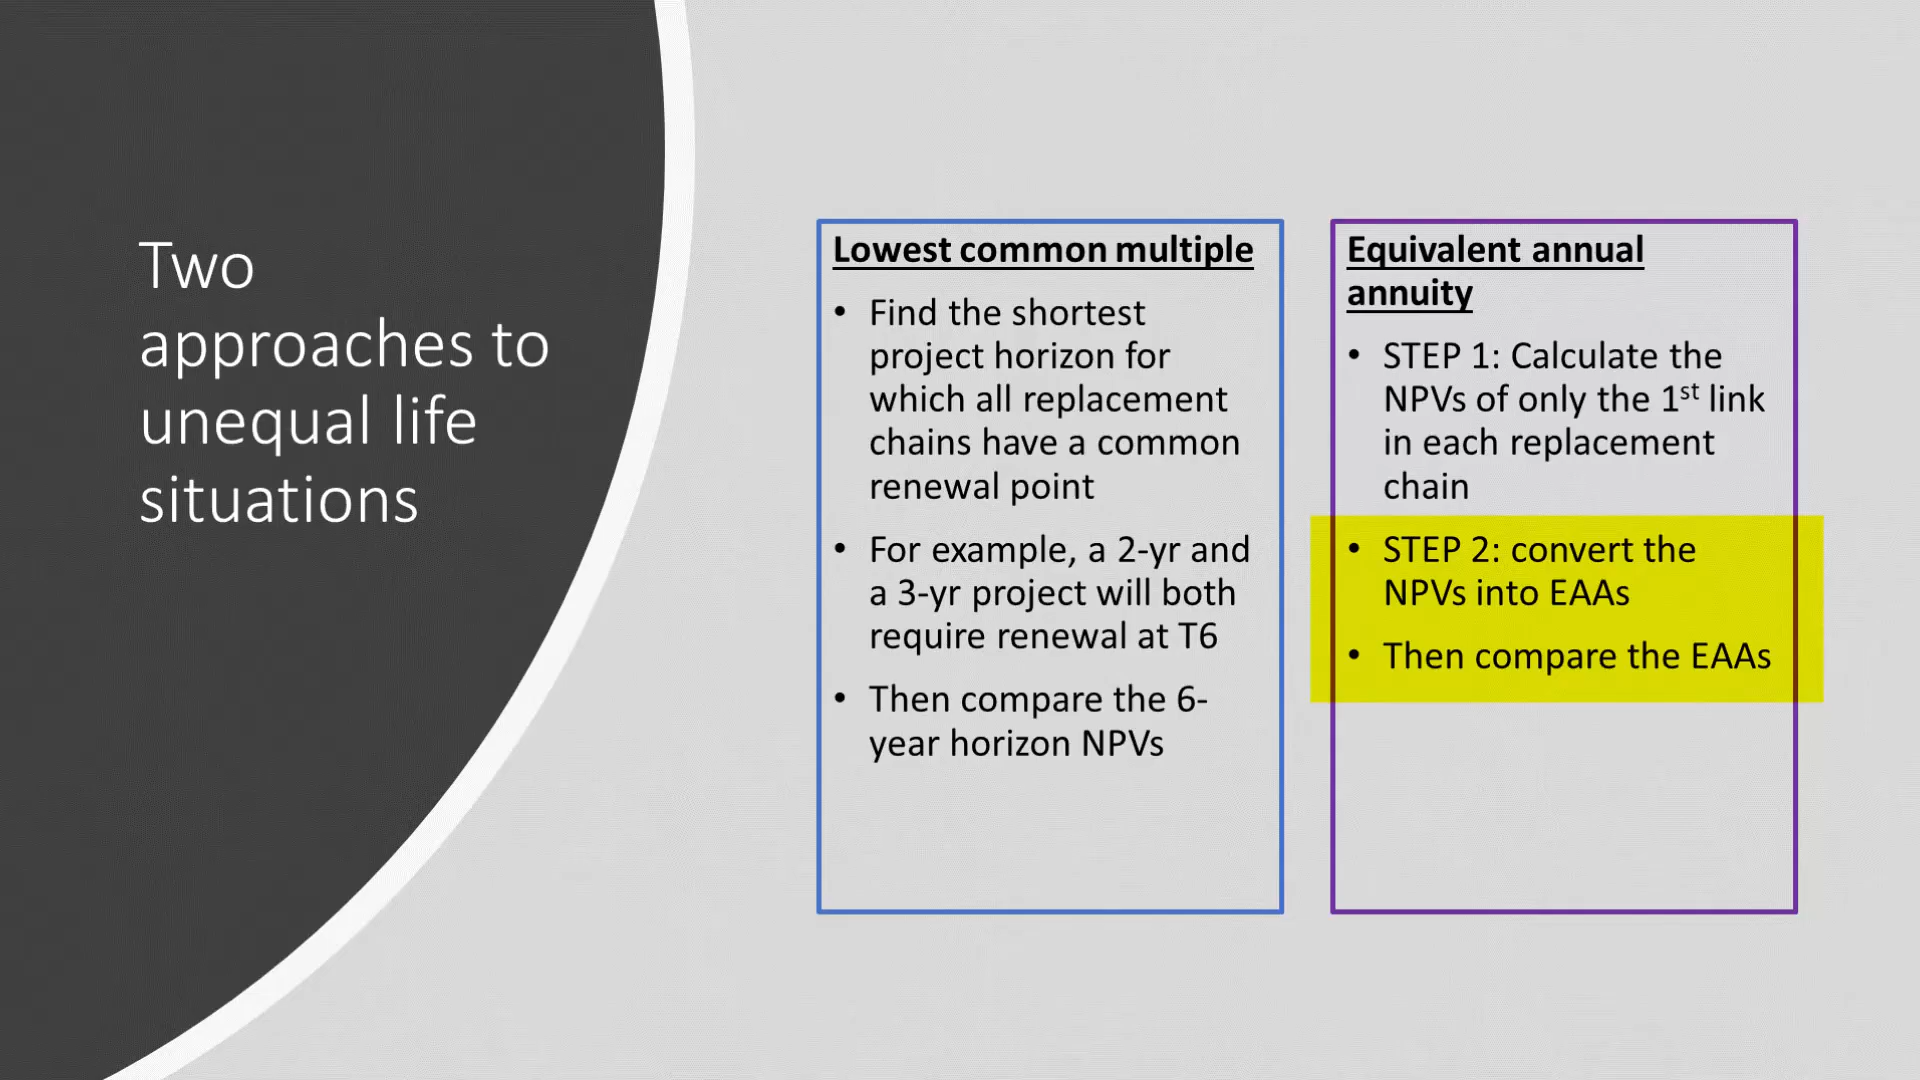 Two
approaches to
unequal life
situations
Lowest common multiple
• Find the shortest
project horizon for
which all replacement
chains have a common
renewal point
• For example, a 2-yr and
a 3-yr project will both
require renewal at T6
• Then compare the 6-
year horizon NPVs
Equivalent annual
annuity
• STEP 1: Calculate the
NPVs of only the 1st link
in each replacement
chain
• STEP 2: convert the
NPVs into EAAs
• Then compare the EAAs